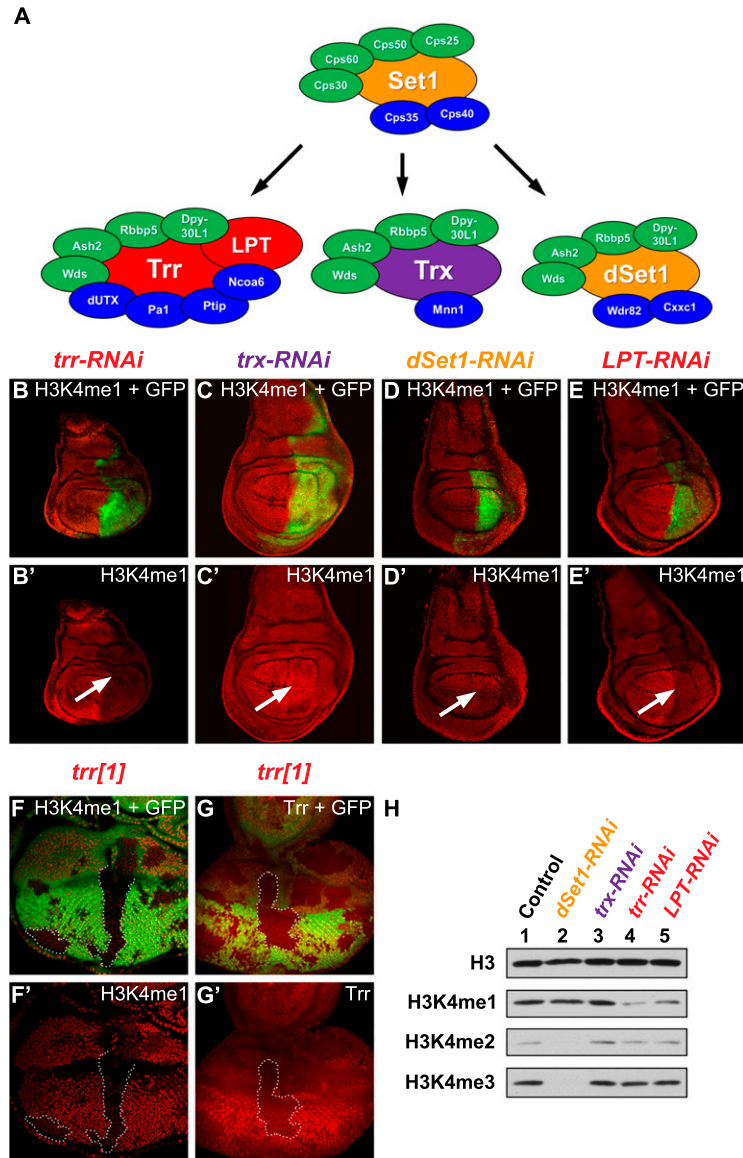 A
Cps50
Cps25
Cps60
Cps30
Set1
Cps35
Cps40
Dpy-
30L1
Rbbp5
LPT
Ash2
Trr
Wds
Ncoa6
dUTX
Pa1
Ptip
Dpy-
30L1
Rbbp5
Ash2
Trx
Wds
Mnn1
Dpy-
30L1
Rbbp5
Ash2
dSet1
Wds
Wdr82
Cxxc1
trr-RNAi
trx-RNAi
dSet1-RNAi
LPT-RNAi
B H3K4me1 + GFP
C H3K4me1 + GFP
D H3K4me1 + GFP
E H3K4me1 + GFP
B' H3K4me1
C' H3K4me1
D' H3K4me1
E' H3K4me1
trr[1]
trr[1]
F H3K4me1 + GFP
G Trr + GFP
F' H3K4me1
G' Trr
H
Control
dSet1-RNAi
trx-RNAi
trr-RNAi
LPT-RNAi
1 2 3 4 5
H3
H3K4me1
H3K4me2
H3K4me3